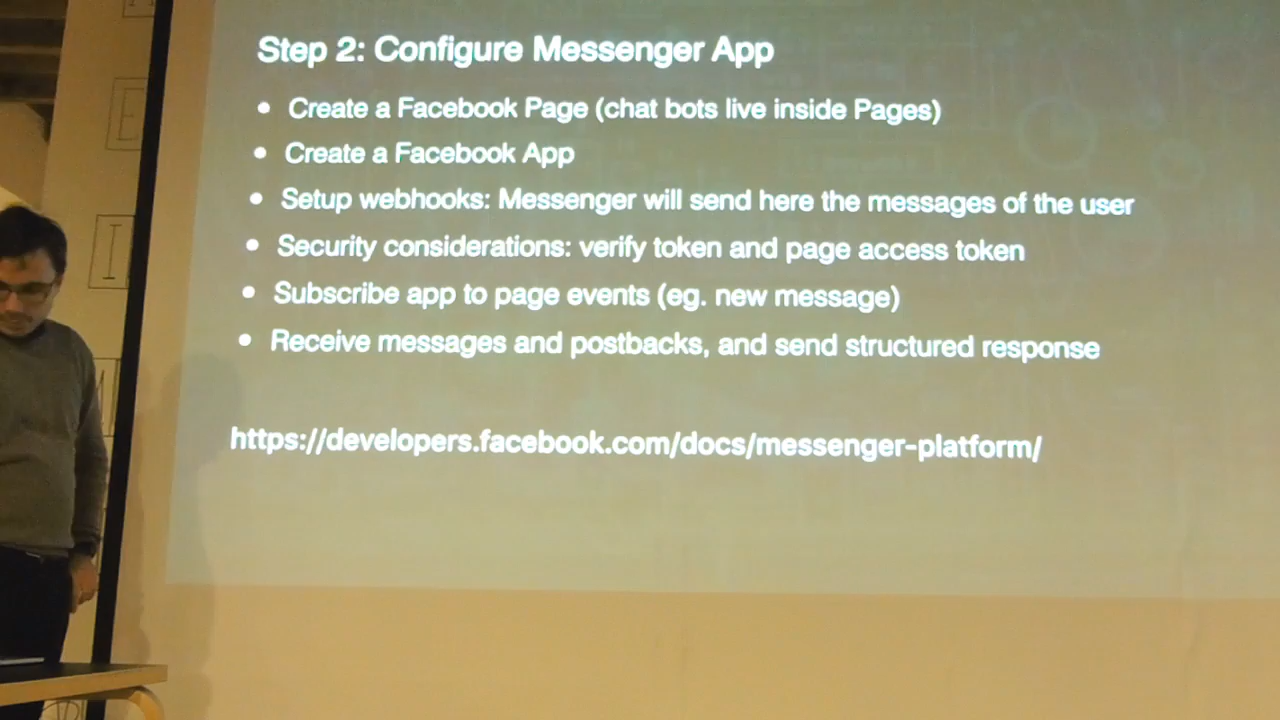 Step 2: Configure Messenger App
• Create a Facebook Page (chat bots live inside Pages)
• Create a Facebook App
• Setup webhooks: Messenger will send here the messages of the user
• Security considerations: verify token and page access token
• Subscribe app to page events (eg. new message)
• Receive messages and postbacks, and send structured response
https://developers.facebook.com/docs/messenger-platform/